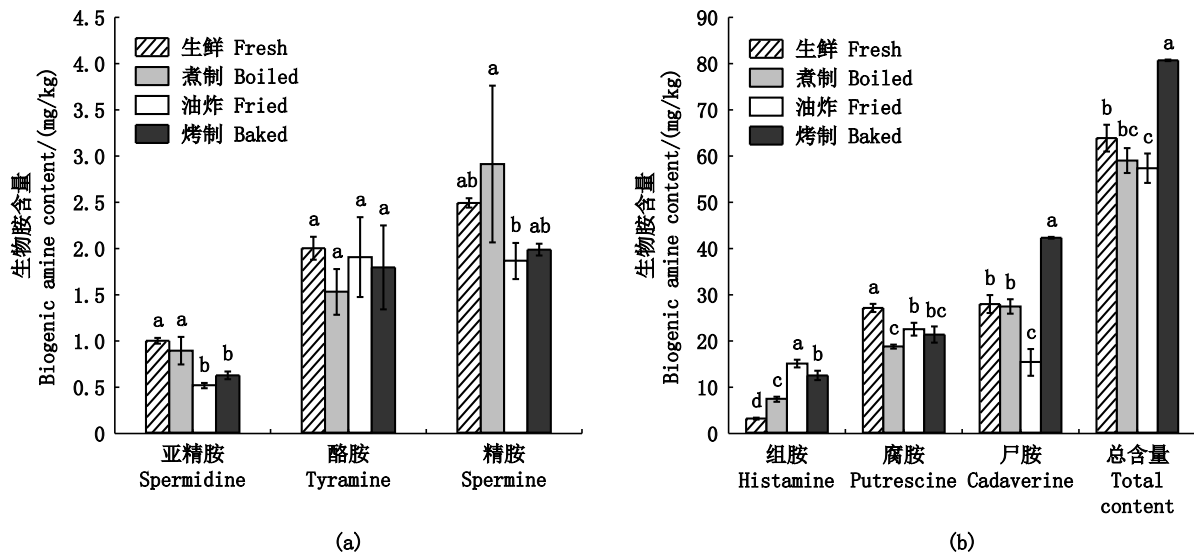 生物胺含量
Biogenic amine content/(mg/kg)
4.5
4.0
3.5
3.0
2.5
2.0
1.5
1.0
0.5
0
生鲜 Fresh
煮制 Boiled
油炸 Fried
烤制 Baked
a
a
b
b
a
a
a
a
ab
a
b
ab
亚精胺
Spermidine
酪胺
Tyramine
精胺
Spermine
(a)
生物胺含量
Biogenic amine content/(mg/kg)
90
80
70
60
50
40
30
20
10
0
生鲜 Fresh
煮制 Boiled
油炸 Fried
烤制 Baked
d
c
a
b
a
c
b
bc
b
b
c
a
b
bc
c
a
组胺
Histamine
腐胺
Putrescine
尸胺
Cadaverine
总含量
Total
content
(b)